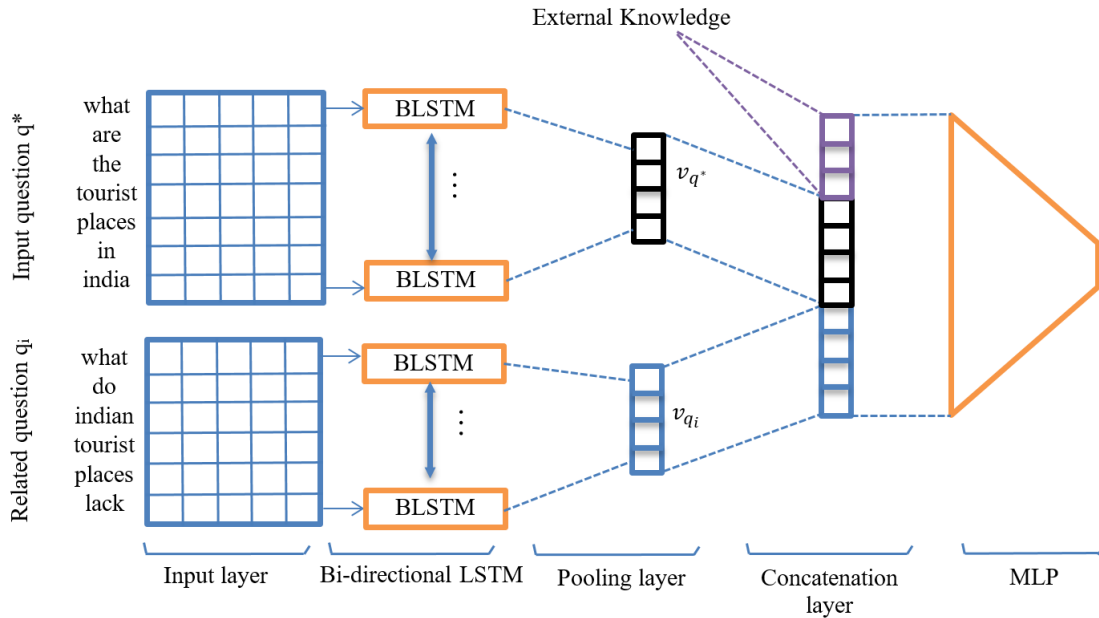 External Knowledge
Input question q*
what
are
the
tourist
places
in
india
BLSTM
⋮
BLSTM
v_{q*}
Related question q_i
what
do
indian
tourist
places
lack
BLSTM
⋮
BLSTM
v_{q_i}
Input layer
Bi-directional LSTM
Pooling layer
Concatenation
layer
MLP